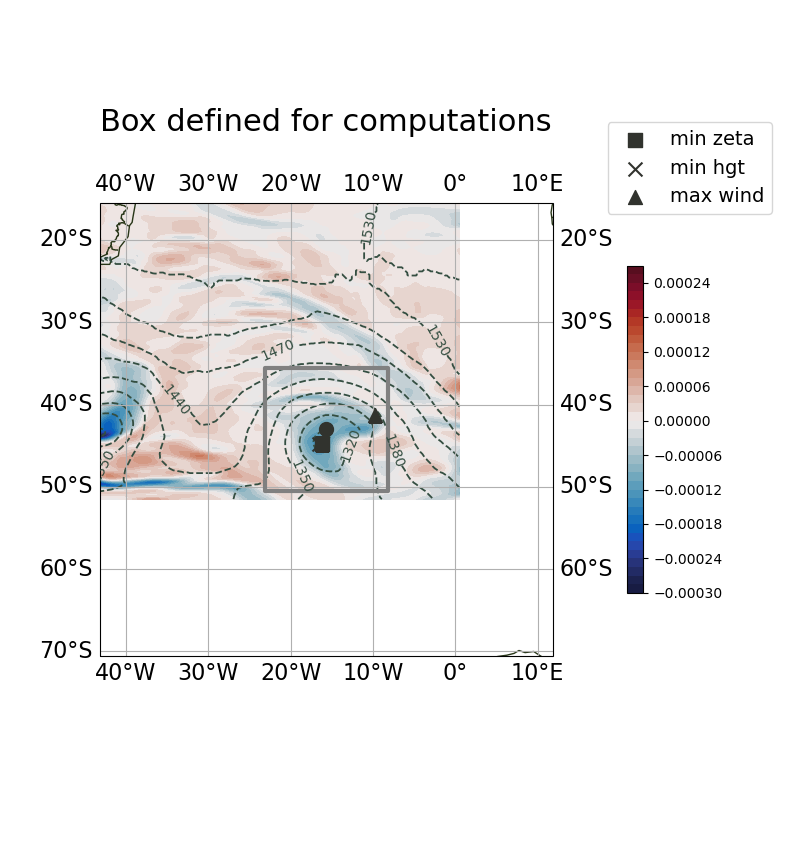 Box defined for computations
min zeta
min hgt
max wind
40°W 30°W 20°W 10°W 0° 10°E
20°S 20°S
30°S 30°S
40°S 40°S
50°S 50°S
60°S 60°S
70°S
40°W 30°W 20°W 10°W 0° 10°E
1530
1470
1530
1440
1320
1380
1350
0.00024
0.00018
0.00012
0.00006
0.00000
−0.00006
−0.00012
−0.00018
−0.00024
−0.00030